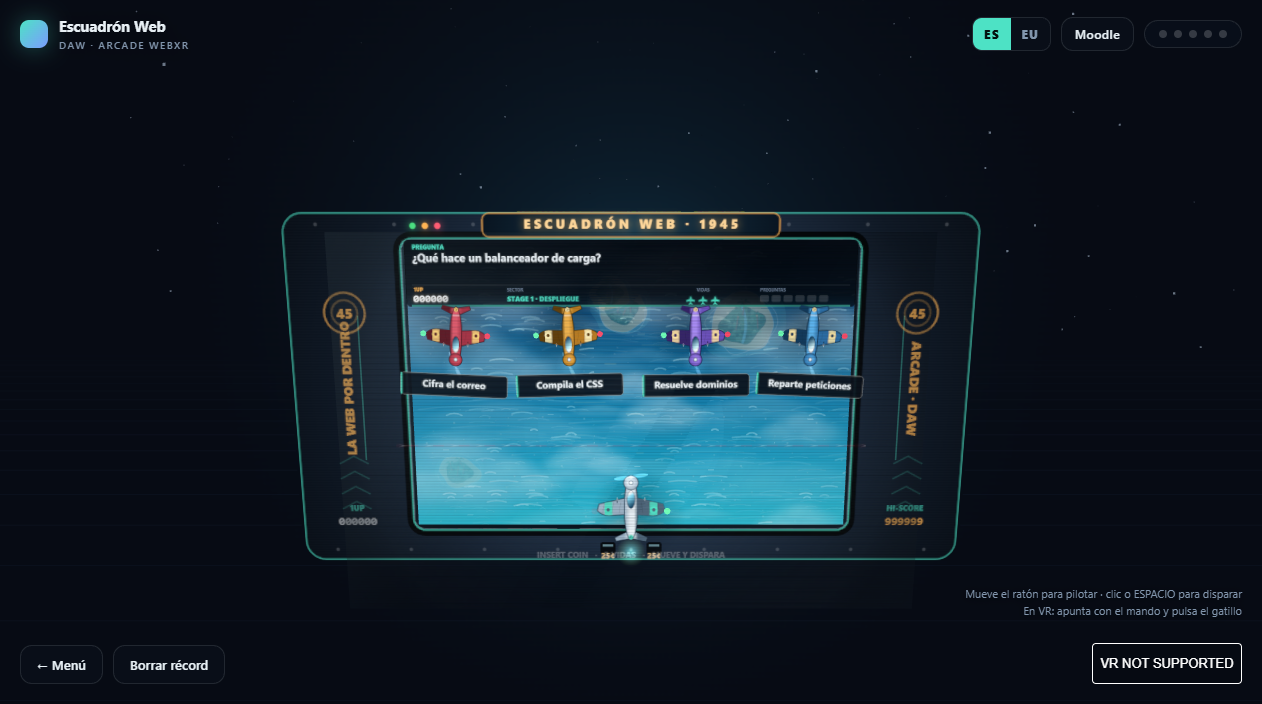 Escuadrón Web
DAW · ARCADE WEBXR
ES
EU
Moodle
ESCUADRÓN WEB · 1945
PREGUNTA
¿Qué hace un balanceador de carga?
1UP
000000
SECTOR
STAGE 1 · DESPLIEGUE
VIDAS
PREGUNTAS
45
LA WEB POR DENTRO
45
ARCADE · DAW
Cifra el correo
Compila el CSS
Resuelve dominios
Reparte peticiones
1UP
000000
HI-SCORE
999999
INSERT COIN · VIDAS · MUEVE Y DISPARA
25¢
25¢
Mueve el ratón para pilotar · clic o ESPACIO para disparar
En VR: apunta con el mando y pulsa el gatillo
← Menú
Borrar récord
VR NOT SUPPORTED